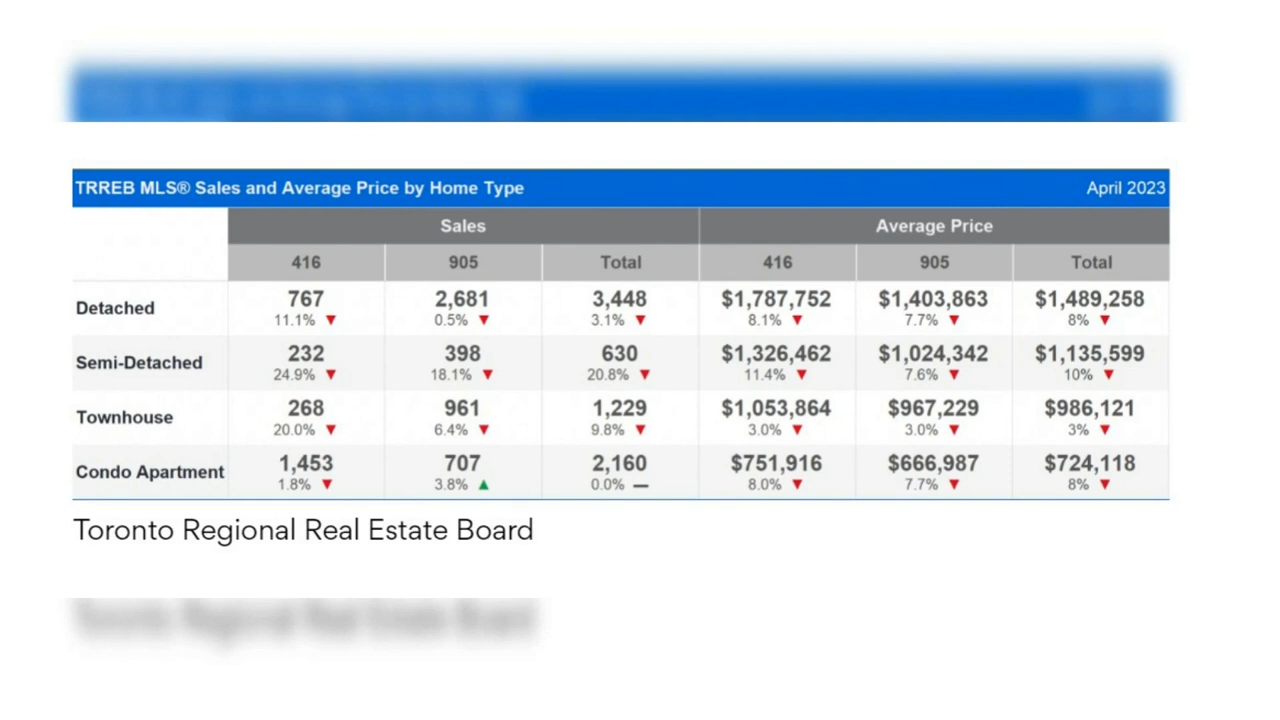 TRREB MLS® Sales and Average Price by Home Type April 2023
Sales Average Price
416 905 Total 416 905 Total
Detached 767 2,681 3,448 $1,787,752 $1,403,863 $1,489,258
11.1% ▼ 0.5% ▼ 3.1% ▼ 8.1% ▼ 7.7% ▼ 8% ▼
Semi-Detached 232 398 630 $1,326,462 $1,024,342 $1,135,599
24.9% ▼ 18.1% ▼ 20.8% ▼ 11.4% ▼ 7.6% ▼ 10% ▼
Townhouse 268 961 1,229 $1,053,864 $967,229 $986,121
20.0% ▼ 6.4% ▼ 9.8% ▼ 3.0% ▼ 3.0% ▼ 3% ▼
Condo Apartment 1,453 707 2,160 $751,916 $666,987 $724,118
1.8% ▼ 3.8% ▲ 0.0% — 8.0% ▼ 7.7% ▼ 8% ▼
Toronto Regional Real Estate Board